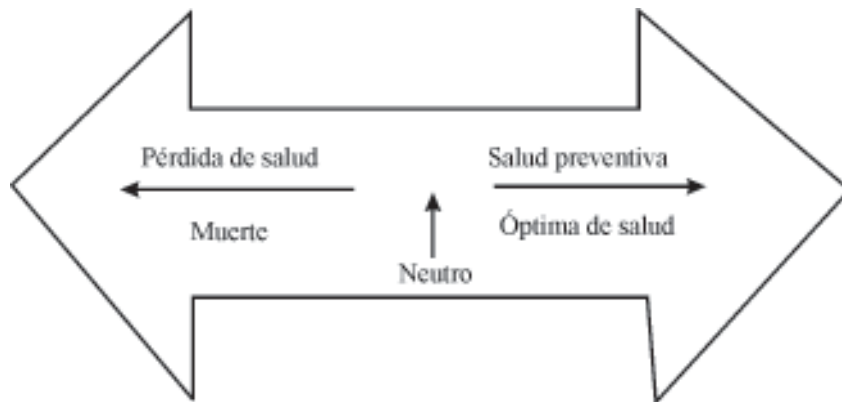 Pérdida de salud
Salud preventiva
Muerte
Óptima de salud
Neutro